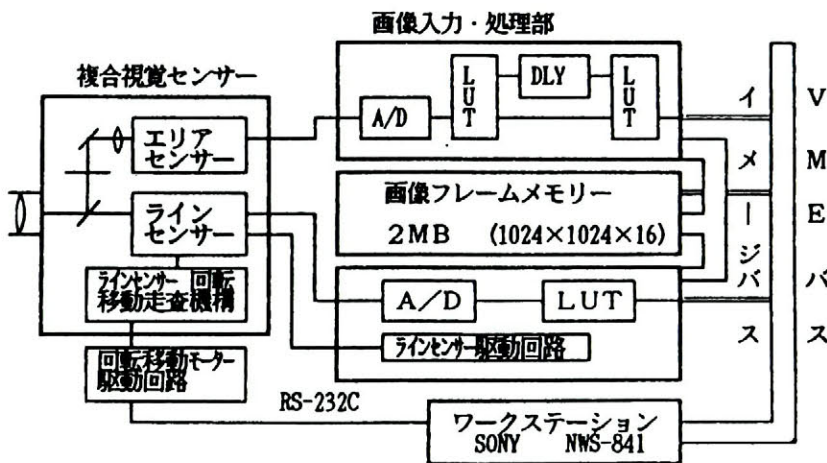 画像入力・処理部
複合視覚センサー
エリア
センサー
ライン
センサー
ラインセンサー 回転
移動走査機構
回転移動モーター
駆動回路
A/D
LUT
DLY
LUT
画像フレームメモリー
2MB (1024×1024×16)
A/D
LUT
ラインセンサー駆動回路
イメージバス
VMEバス
RS-232C
ワークステーション
SONY NWS-841